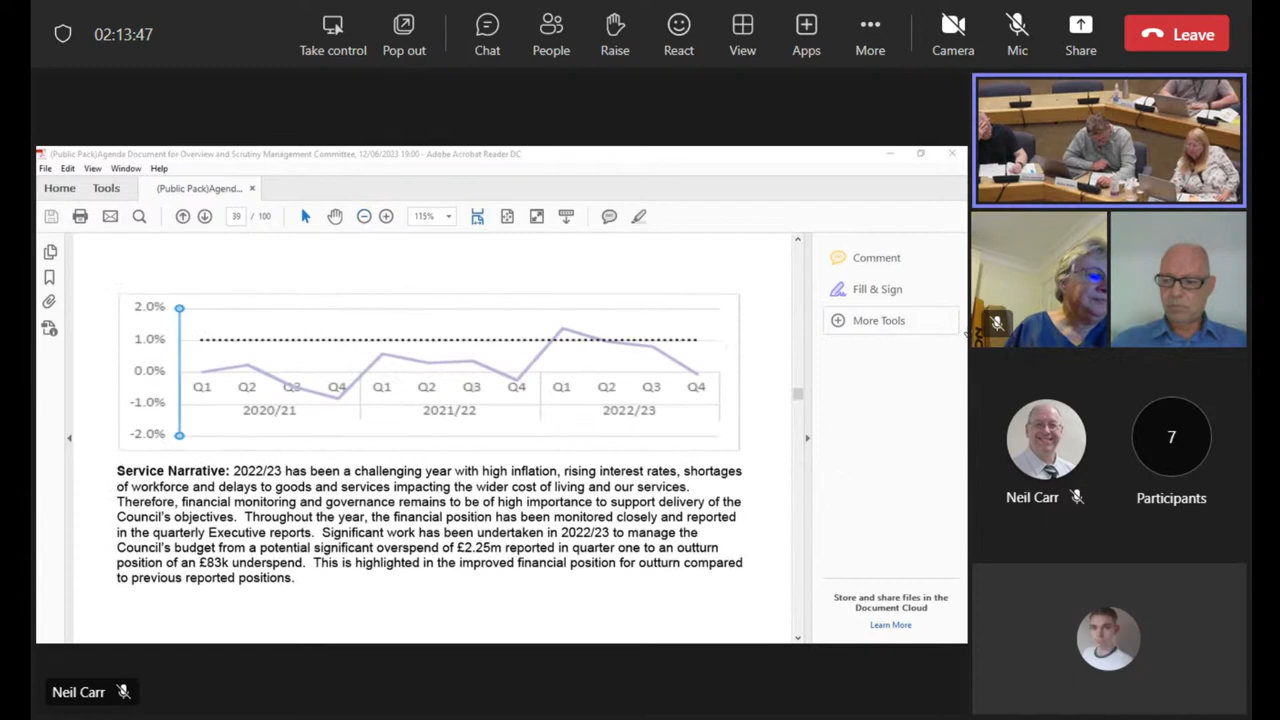 02:13:47
Take control
Pop out
Chat
People
Raise
React
View
Apps
More
Camera
Mic
Share
Leave
(Public Pack)Agenda Document for Overview and Scrutiny Management Committee, 12/06/2023 19:00 - Adobe Acrobat Reader DC
File Edit View Window Help
Home Tools (Public Pack)Agend... ×
39 / 100
115%
Comment
Fill & Sign
More Tools
2.0%
1.0%
0.0%
-1.0%
-2.0%
Q1 Q2 Q3 Q4 Q1 Q2 Q3 Q4 Q1 Q2 Q3 Q4
2020/21 2021/22 2022/23
Service Narrative: 2022/23 has been a challenging year with high inflation, rising interest rates, shortages
of workforce and delays to goods and services impacting the wider cost of living and our services.
Therefore, financial monitoring and governance remains to be of high importance to support delivery of the
Council's objectives. Throughout the year, the financial position has been monitored closely and reported
in the quarterly Executive reports. Significant work has been undertaken in 2022/23 to manage the
Council's budget from a potential significant overspend of £2.25m reported in quarter one to an outturn
position of an £83k underspend. This is highlighted in the improved financial position for outturn compared
to previous reported positions.
Store and share files in the
Document Cloud
Learn More
Neil Carr
7
Participants
Neil Carr